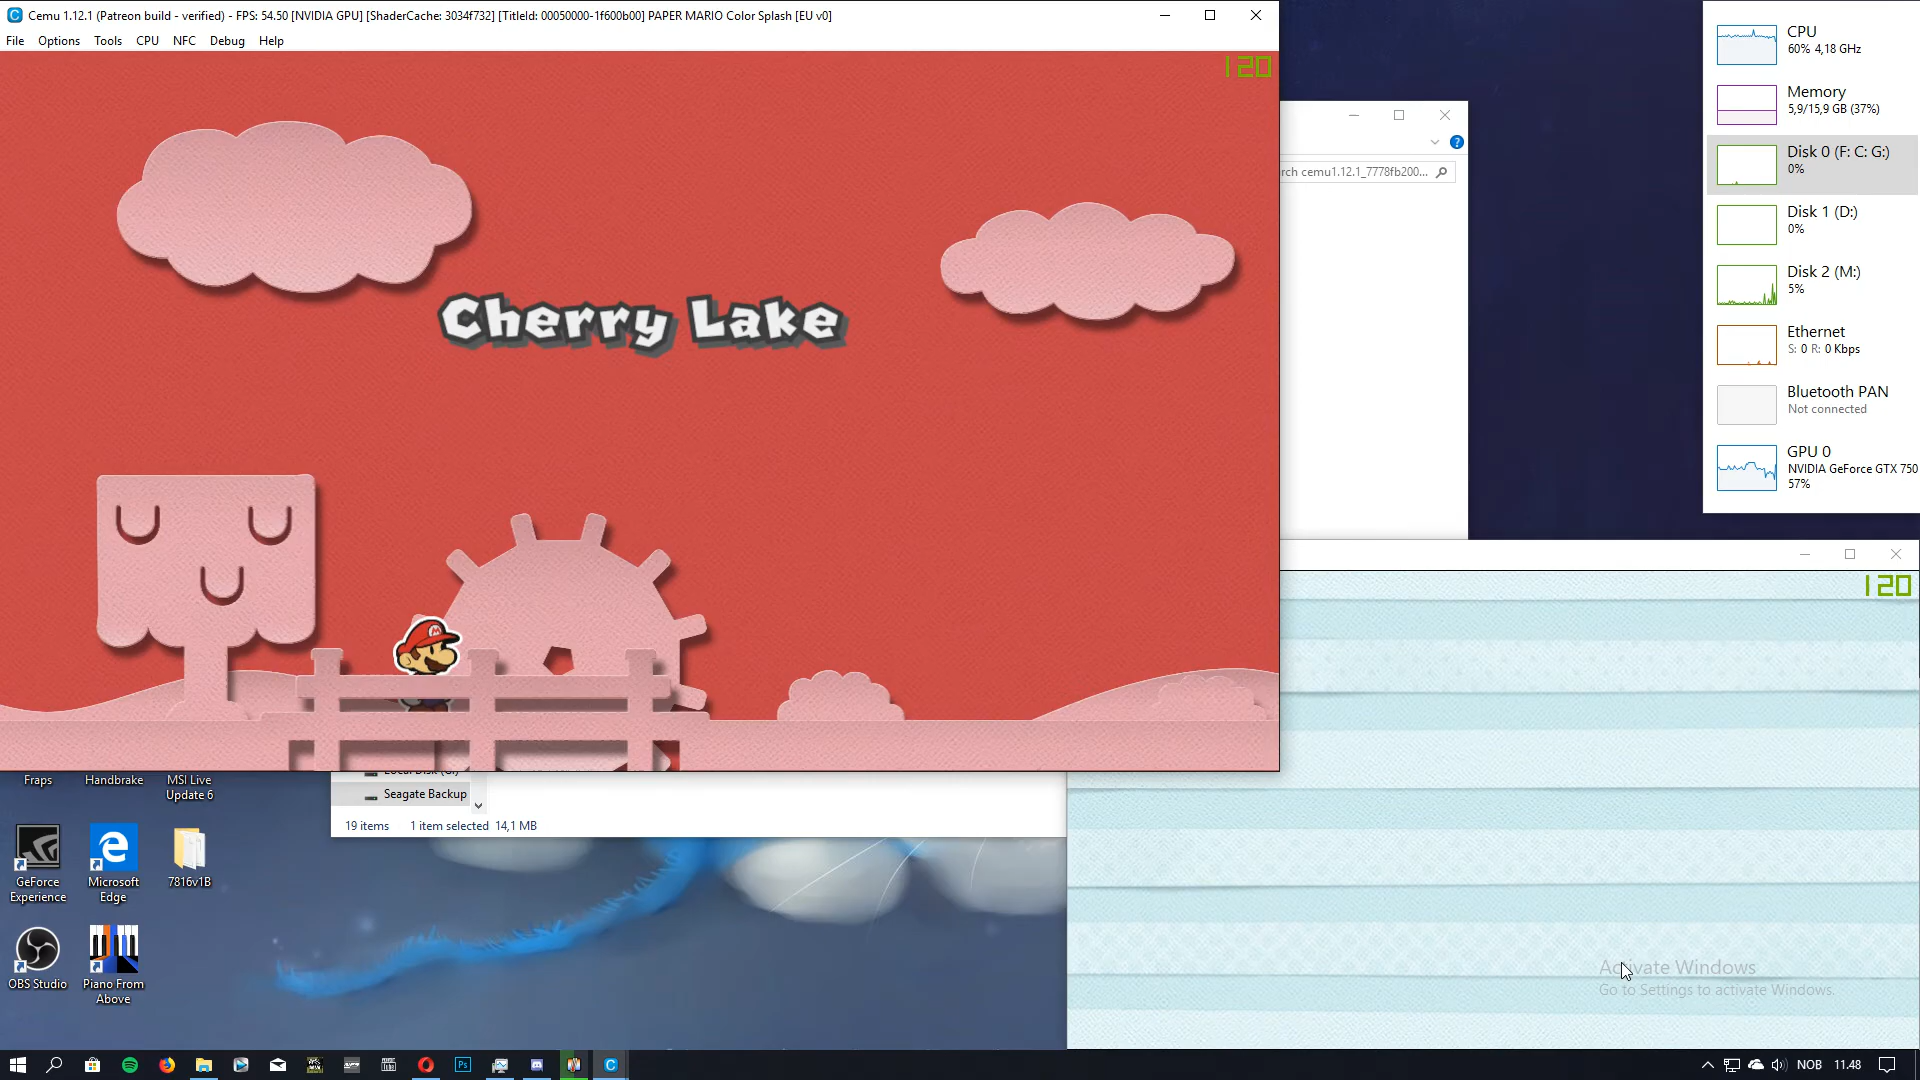 Cemu 1.12.1 (Patreon build - verified) - FPS: 54.50 [NVIDIA GPU] [ShaderCache: 3034f732] [TitleId: 00050000-1f600b00] PAPER MARIO Color Splash [EU v0]
File Options Tools CPU NFC Debug Help
120
Cherry Lake
rch cemu1.12.1_7778fb200...
CPU
60% 4,18 GHz
Memory
5,9/15,9 GB (37%)
Disk 0 (F: C: G:)
0%
Disk 1 (D:)
0%
Disk 2 (M:)
5%
Ethernet
S: 0 R: 0 Kbps
Bluetooth PAN
Not connected
GPU 0
NVIDIA GeForce GTX 750
57%
120
Seagate Backup
19 items 1 item selected 14,1 MB
Fraps
Handbrake
MSI Live
Update 6
GeForce
Experience
Microsoft
Edge
7816v1B
OBS Studio
Piano From
Above
Activate Windows
Go to Settings to activate Windows.
NOB 11.48